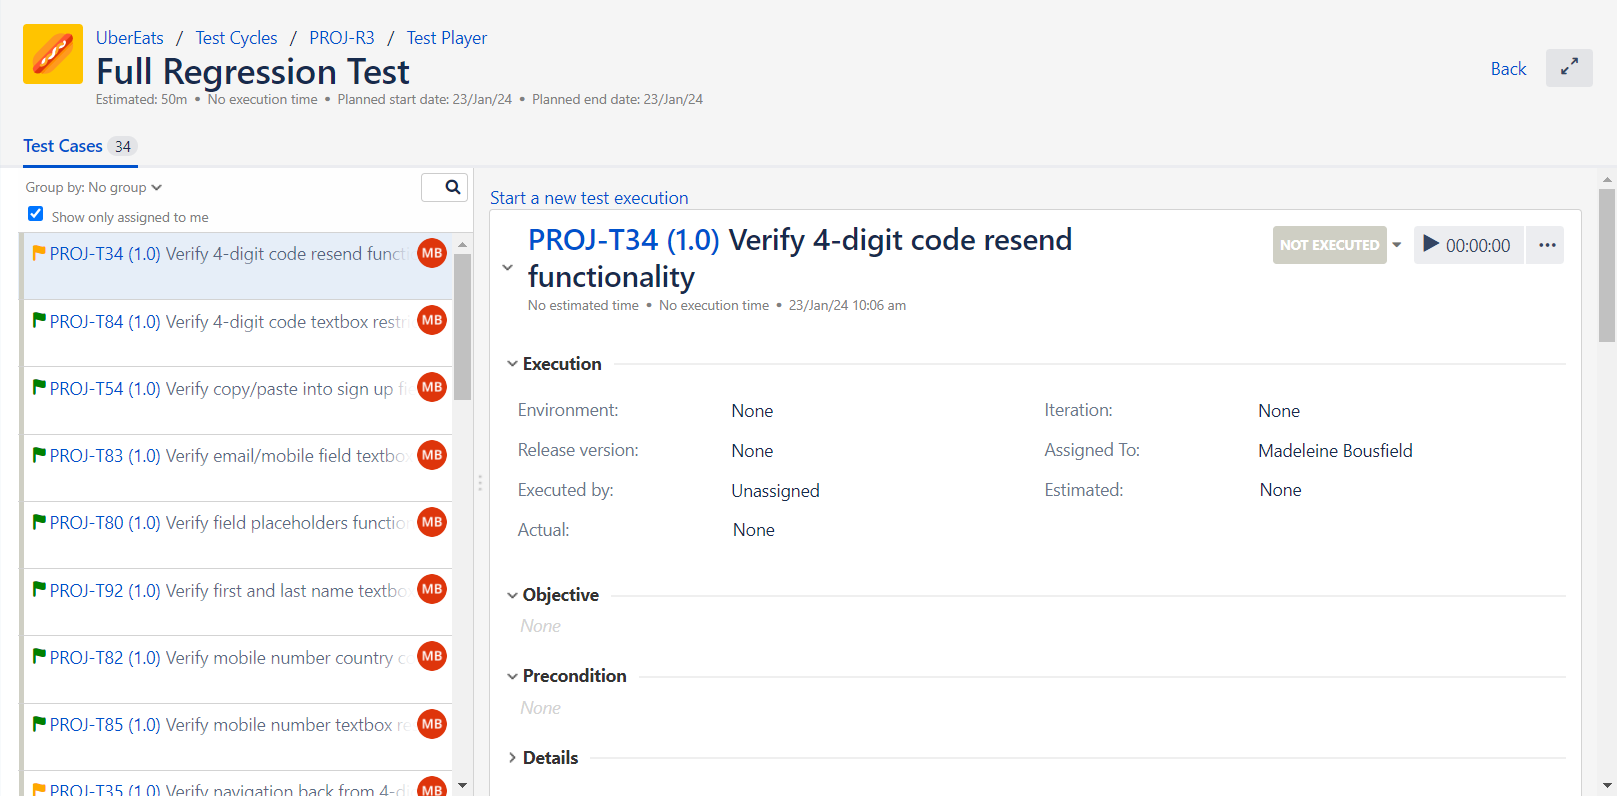 UberEats / Test Cycles / PROJ-R3 / Test Player
Full Regression Test
Estimated: 50m • No execution time • Planned start date: 23/Jan/24 • Planned end date: 23/Jan/24
Back
Test Cases 34
Group by: No group
Show only assigned to me
PROJ-T34 (1.0) Verify 4-digit code resend functi MB
PROJ-T84 (1.0) Verify 4-digit code textbox restri MB
PROJ-T54 (1.0) Verify copy/paste into sign up fi MB
PROJ-T83 (1.0) Verify email/mobile field textbo MB
PROJ-T80 (1.0) Verify field placeholders functio MB
PROJ-T92 (1.0) Verify first and last name textbo MB
PROJ-T82 (1.0) Verify mobile number country co MB
PROJ-T85 (1.0) Verify mobile number textbox re MB
PROJ-T35 (1.0) Verify navigation back from 4-di MB
Start a new test execution
PROJ-T34 (1.0) Verify 4-digit code resend
functionality
NOT EXECUTED
00:00:00
No estimated time • No execution time • 23/Jan/24 10:06 am
Execution
Environment: None Iteration: None
Release version: None Assigned To: Madeleine Bousfield
Executed by: Unassigned Estimated: None
Actual: None
Objective
None
Precondition
None
Details